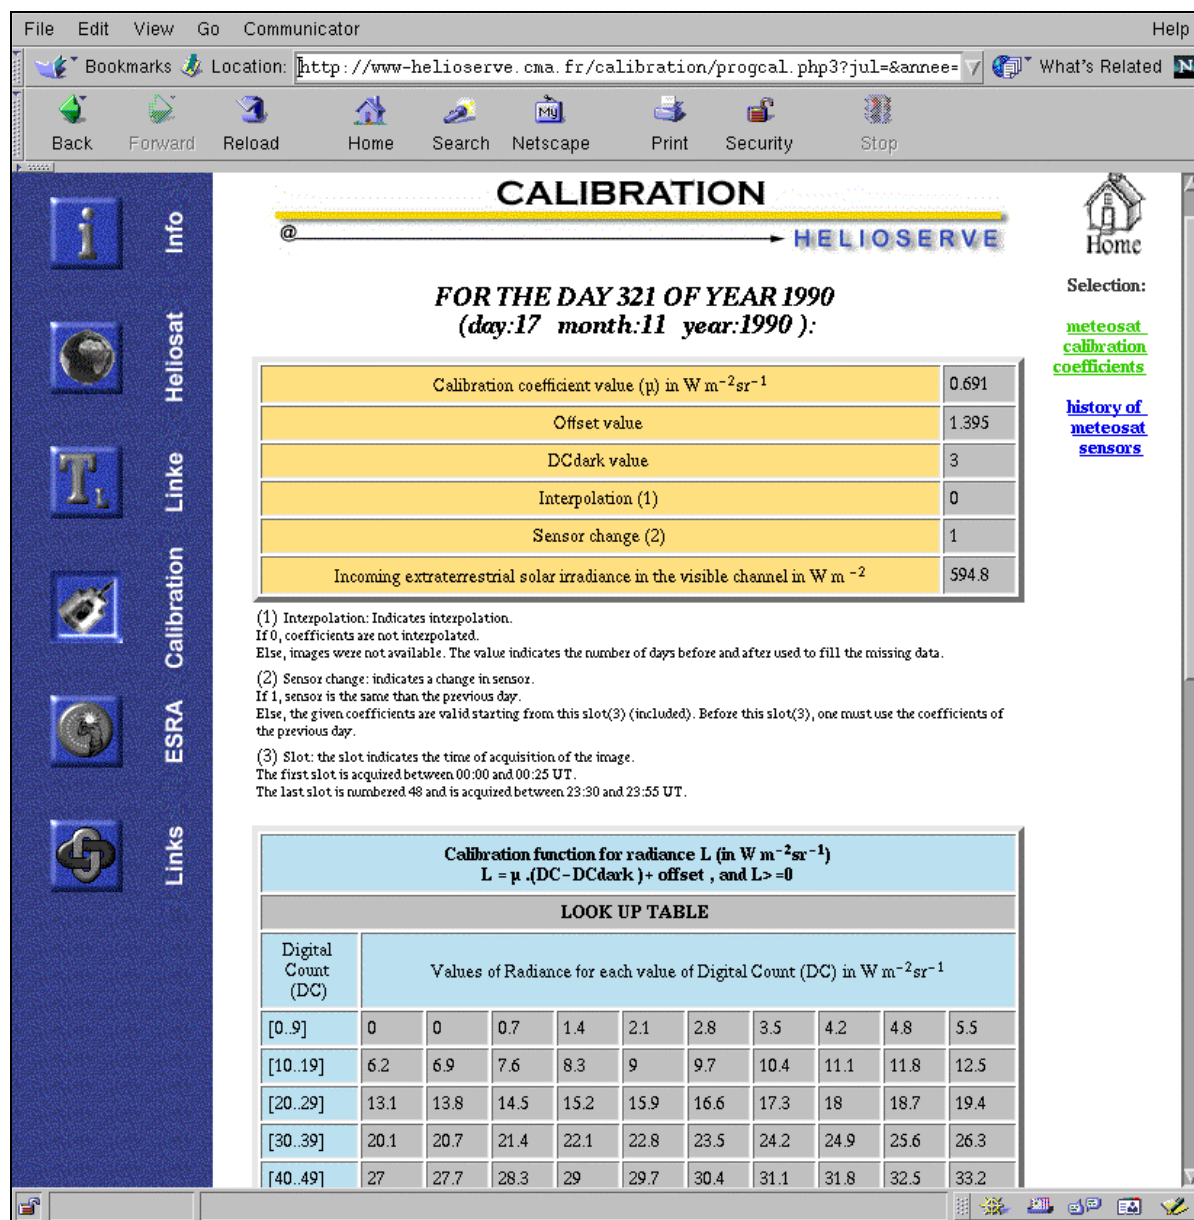 File Edit View Go Communicator Help
Bookmarks Location: http://www-helioserve.cma.fr/calibration/progcal.php3?jul=&annee= What's Related N
Back Forward Reload Home Search Netscape Print Security Stop
My
CALIBRATION
@ HELIOSERVE
Home
Selection:
meteosat
calibration
coefficients
history of
meteosat
sensors
i Info
Heliosat
TL Linke
Calibration
ESRA
Links
FOR THE DAY 321 OF YEAR 1990
(day:17 month:11 year:1990 ):
Calibration coefficient value (µ) in W m−2sr−1 0.691
Offset value 1.395
DCdark value 3
Interpolation (1) 0
Sensor change (2) 1
Incoming extraterrestrial solar irradiance in the visible channel in W m −2 594.8
(1) Interpolation: Indicates interpolation.
If 0, coefficients are not interpolated.
Else, images were not available. The value indicates the number of days before and after used to fill the missing data.
(2) Sensor change: indicates a change in sensor.
If 1, sensor is the same than the previous day.
Else, the given coefficients are valid starting from this slot(3) (included). Before this slot(3), one must use the coefficients of
the previous day.
(3) Slot: the slot indicates the time of acquisition of the image.
The first slot is acquired between 00:00 and 00:25 UT.
The last slot is numbered 48 and is acquired between 23:30 and 23:55 UT.
Calibration function for radiance L (in W m−2sr−1)
L = µ .(DC−DCdark )+ offset , and L> =0
LOOK UP TABLE
Digital
Count
(DC)
Values of Radiance for each value of Digital Count (DC) in W m−2sr−1
[0..9] 0 0 0.7 1.4 2.1 2.8 3.5 4.2 4.8 5.5
[10..19] 6.2 6.9 7.6 8.3 9 9.7 10.4 11.1 11.8 12.5
[20..29] 13.1 13.8 14.5 15.2 15.9 16.6 17.3 18 18.7 19.4
[30..39] 20.1 20.7 21.4 22.1 22.8 23.5 24.2 24.9 25.6 26.3
[40..49] 27 27.7 28.3 29 29.7 30.4 31.1 31.8 32.5 33.2